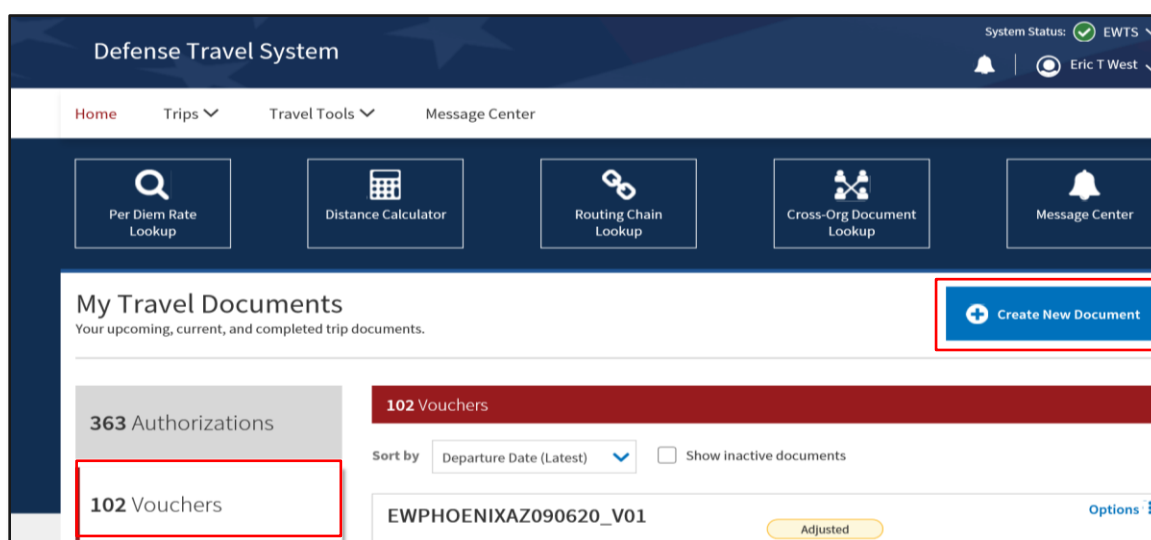 System Status: EWTS
Defense Travel System
Eric T West
Home Trips Travel Tools Message Center
Per Diem Rate
Lookup
Distance Calculator
Routing Chain
Lookup
Cross-Org Document
Lookup
Message Center
My Travel Documents
Your upcoming, current, and completed trip documents.
Create New Document
363 Authorizations
102 Vouchers
102 Vouchers
Sort by Departure Date (Latest) Show inactive documents
EWPHOENIXAZ090620_V01
Adjusted
Options